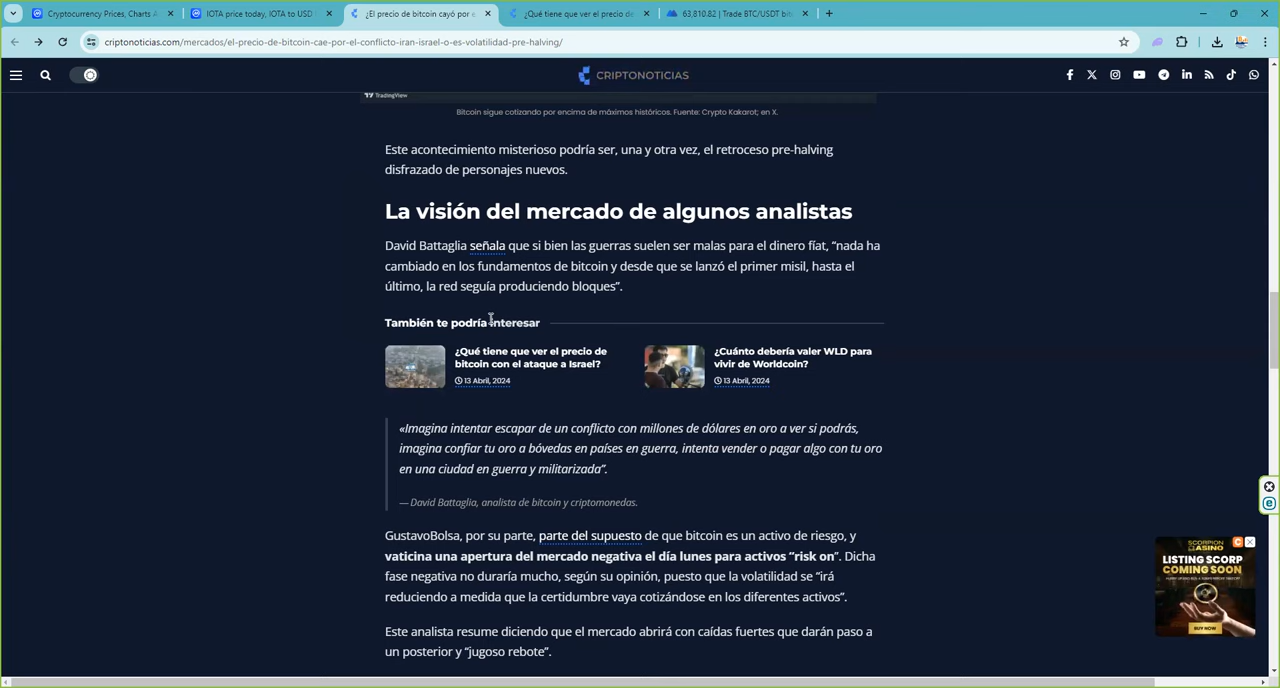 Cryptocurrency Prices, Charts A
IOTA price today, IOTA to USD
¿El precio de bitcoin cayó por e
¿Qué tiene que ver el precio de
63,810.82 | Trade BTC/USDT bit
criptonoticias.com/mercados/el-precio-de-bitcoin-cae-por-el-conflicto-iran-israel-o-es-volatilidad-pre-halving/
CRIPTONOTICIAS
TradingView
Bitcoin sigue cotizando por encima de máximos históricos. Fuente: Crypto Kakarot; en X.
Este acontecimiento misterioso podría ser, una y otra vez, el retroceso pre-halving
disfrazado de personajes nuevos.
La visión del mercado de algunos analistas
David Battaglia señala que si bien las guerras suelen ser malas para el dinero fíat, “nada ha
cambiado en los fundamentos de bitcoin y desde que se lanzó el primer misil, hasta el
último, la red seguía produciendo bloques”.
También te podría interesar
¿Qué tiene que ver el precio de
bitcoin con el ataque a Israel?
13 Abril, 2024
¿Cuánto debería valer WLD para
vivir de Worldcoin?
13 Abril, 2024
«Imagina intentar escapar de un conflicto con millones de dólares en oro a ver si podrás,
imagina confiar tu oro a bóvedas en países en guerra, intenta vender o pagar algo con tu oro
en una ciudad en guerra y militarizada”.
— David Battaglia, analista de bitcoin y criptomonedas.
GustavoBolsa, por su parte, parte del supuesto de que bitcoin es un activo de riesgo, y
vaticina una apertura del mercado negativa el día lunes para activos “risk on”. Dicha
fase negativa no duraría mucho, según su opinión, puesto que la volatilidad se “irá
reduciendo a medida que la certidumbre vaya cotizándose en los diferentes activos”.
Este analista resume diciendo que el mercado abrirá con caídas fuertes que darán paso a
un posterior y “jugoso rebote”.
SCORPION
CASINO
LISTING SCORP
COMING SOON
BUY NOW